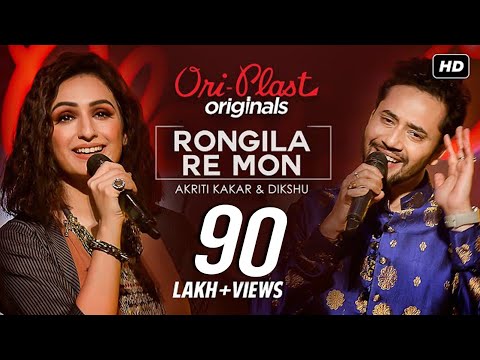 HD
Ori-Plast
originals
RONGILA
RE MON
AKRITI KAKAR & DIKSHU
90
LAKH+VIEWS